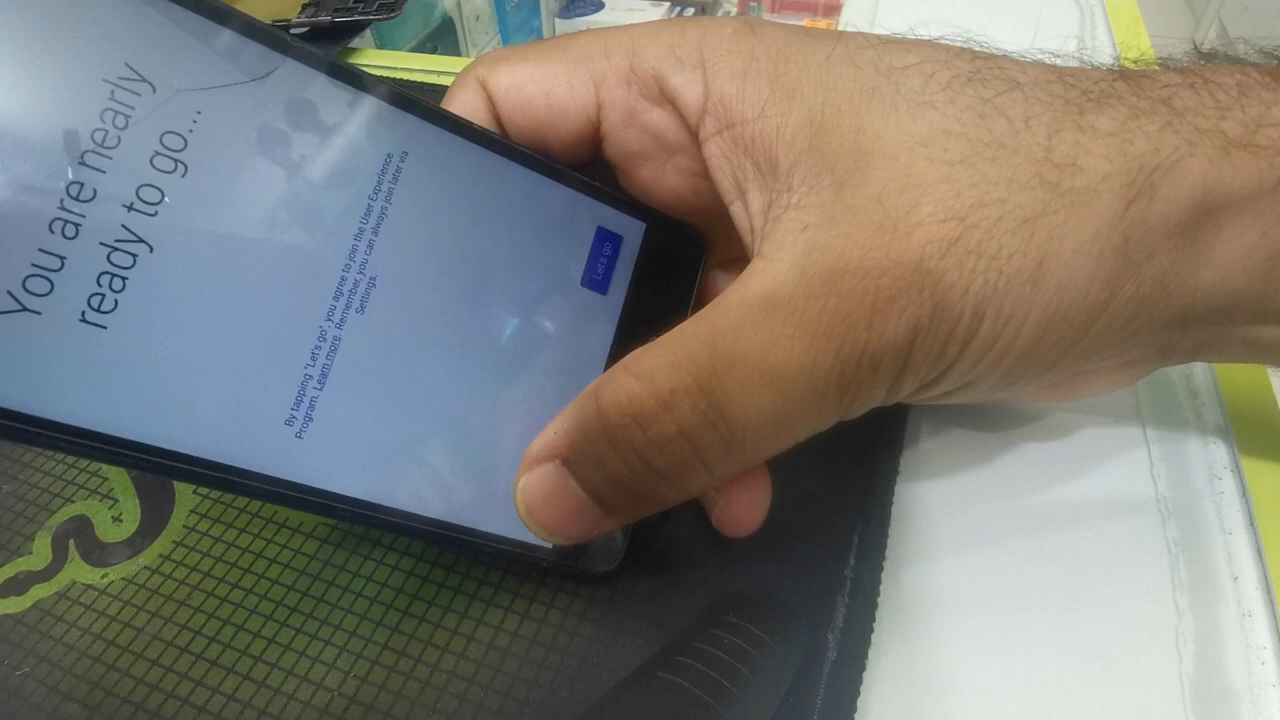 You are nearly
ready to go...
By tapping "Let's go", you agree to join the User Experience
Program. Learn more. Remember, you can always join later via
Settings.
Let's go